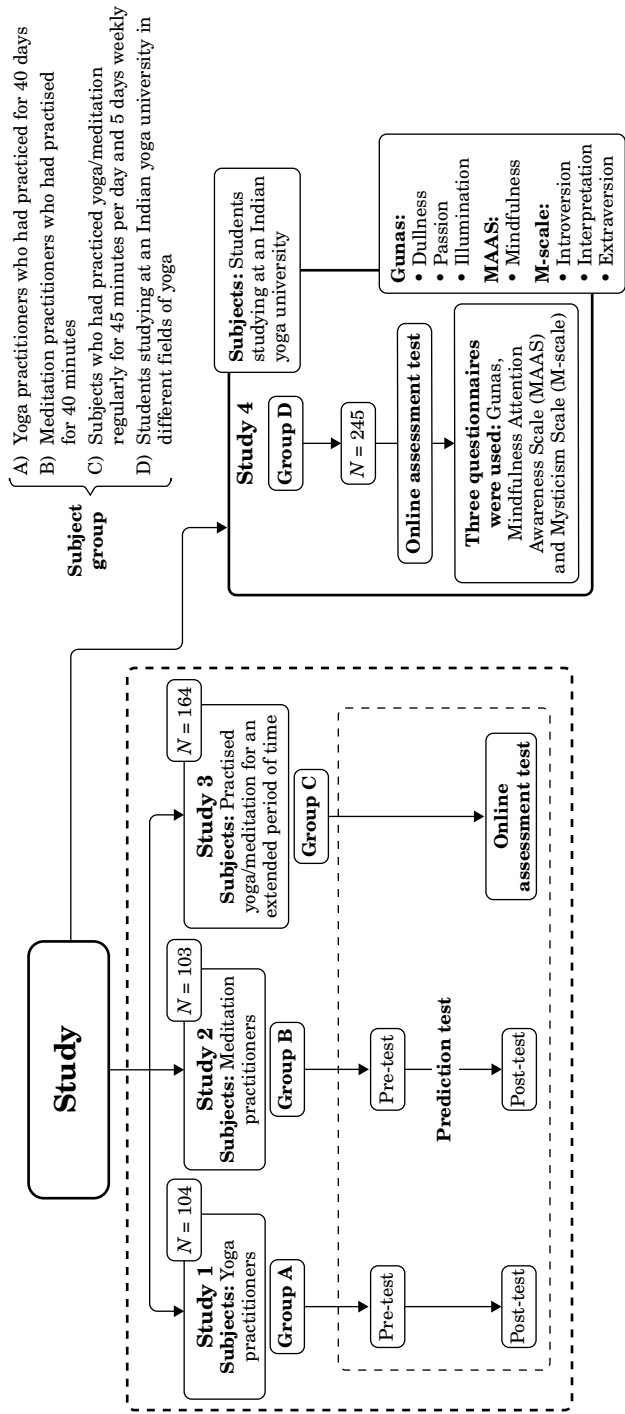 Study
Subject
group
A) Yoga practitioners who had practiced for 40 days
B) Meditation practitioners who had practised
for 40 minutes
C) Subjects who had practiced yoga/meditation
regularly for 45 minutes per day and 5 days weekly
D) Students studying at an Indian yoga university in
different fields of yoga
N = 104
Study 1
Subjects: Yoga
practitioners
Group A
Pre-test
Post-test
N = 103
Study 2
Subjects: Meditation
practitioners
Group B
Pre-test
Prediction test
Post-test
N = 164
Study 3
Subjects: Practised
yoga/meditation for an
extended period of time
Group C
Online
assessment test
Study 4
Group D
Subjects: Students
studying at an Indian
yoga university
N = 245
Online assessment test
Three questionnaires
were used: Gunas,
Mindfulness Attention
Awareness Scale (MAAS)
and Mysticism Scale (M-scale)
Gunas:
• Dullness
• Passion
• Illumination
MAAS:
• Mindfulness
M-scale:
• Introversion
• Interpretation
• Extraversion